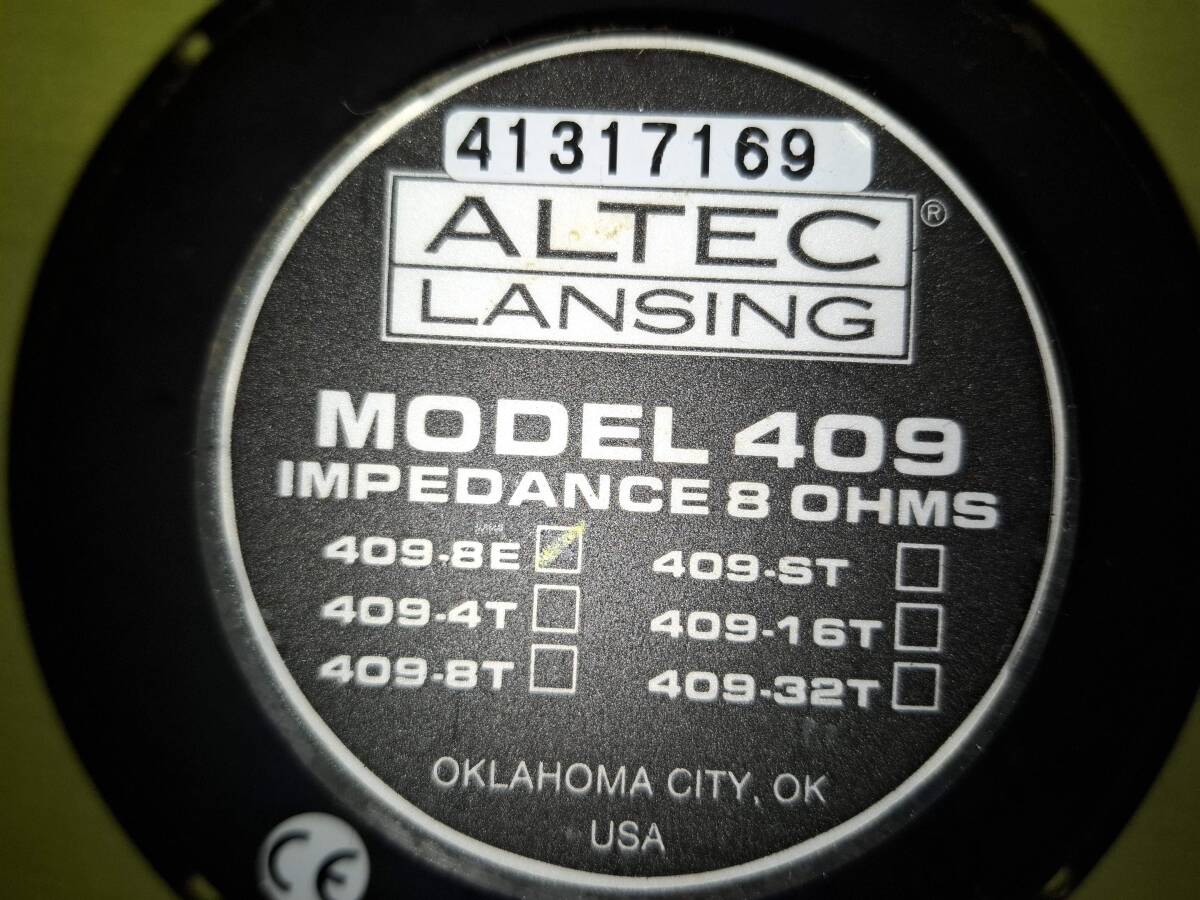 41317169
ALTEC ®
LANSING
MODEL 409
IMPEDANCE 8 OHMS
409-8E 409-ST
409-4T 409-16T
409-8T 409-32T
OKLAHOMA CITY, OK
USA
CE